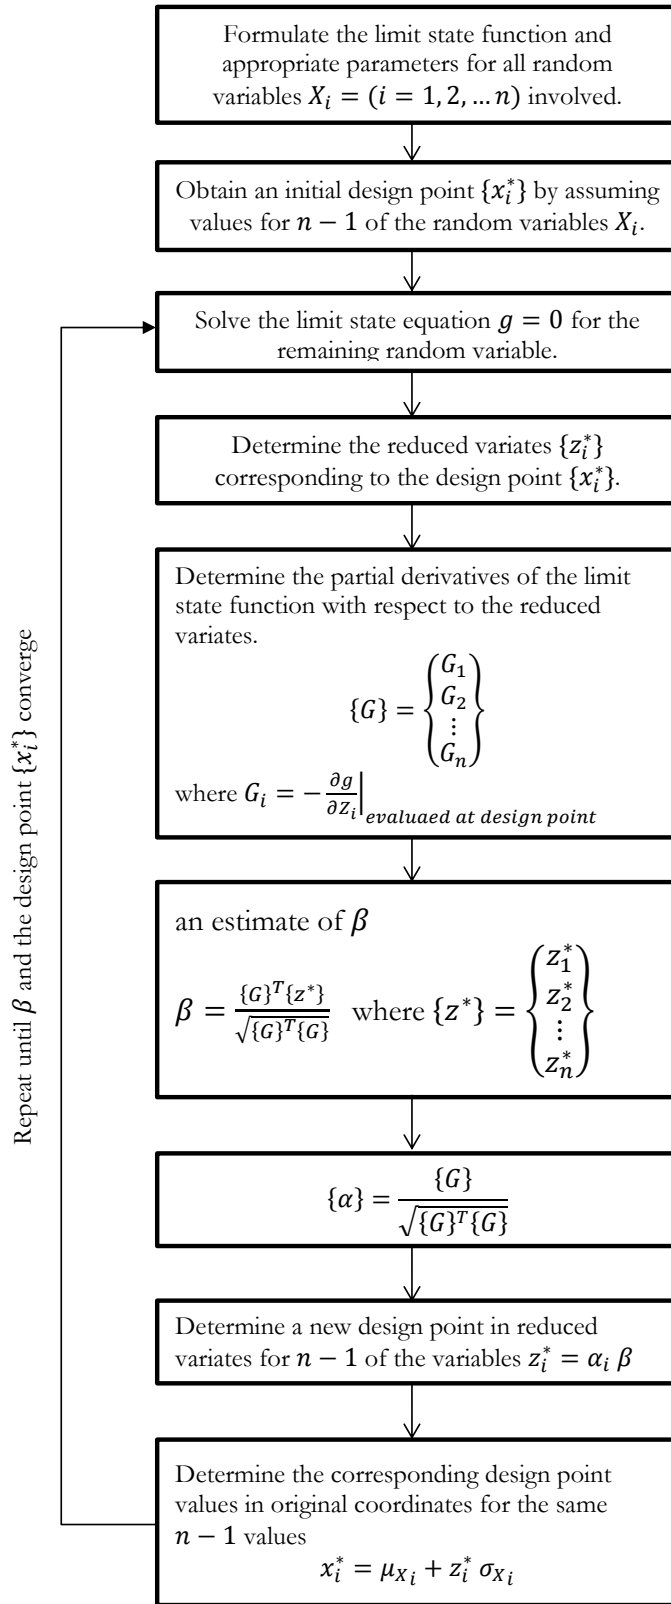 Formulate the limit state function and
appropriate parameters for all random
variables X_i = (i = 1, 2, … n) involved.
Obtain an initial design point {x_i^*} by assuming
values for n − 1 of the random variables X_i.
Solve the limit state equation g = 0 for the
remaining random variable.
Determine the reduced variates {z_i^*}
corresponding to the design point {x_i^*}.
Determine the partial derivatives of the limit
state function with respect to the reduced
variates.
{G} = {G_1 G_2 ⋮ G_n}
where G_i = − ∂g/∂Z_i |_evaluaed at design point
an estimate of β
β = {G}^T{z^*} / √({G}^T{G}) where {z^*} = {z_1^* z_2^* ⋮ z_n^*}
{α} = {G} / √({G}^T{G})
Determine a new design point in reduced
variates for n − 1 of the variables z_i^* = α_i β
Determine the corresponding design point
values in original coordinates for the same
n − 1 values
x_i^* = μ_{X_i} + z_i^* σ_{X_i}
Repeat until β and the design point {x_i^*} converge